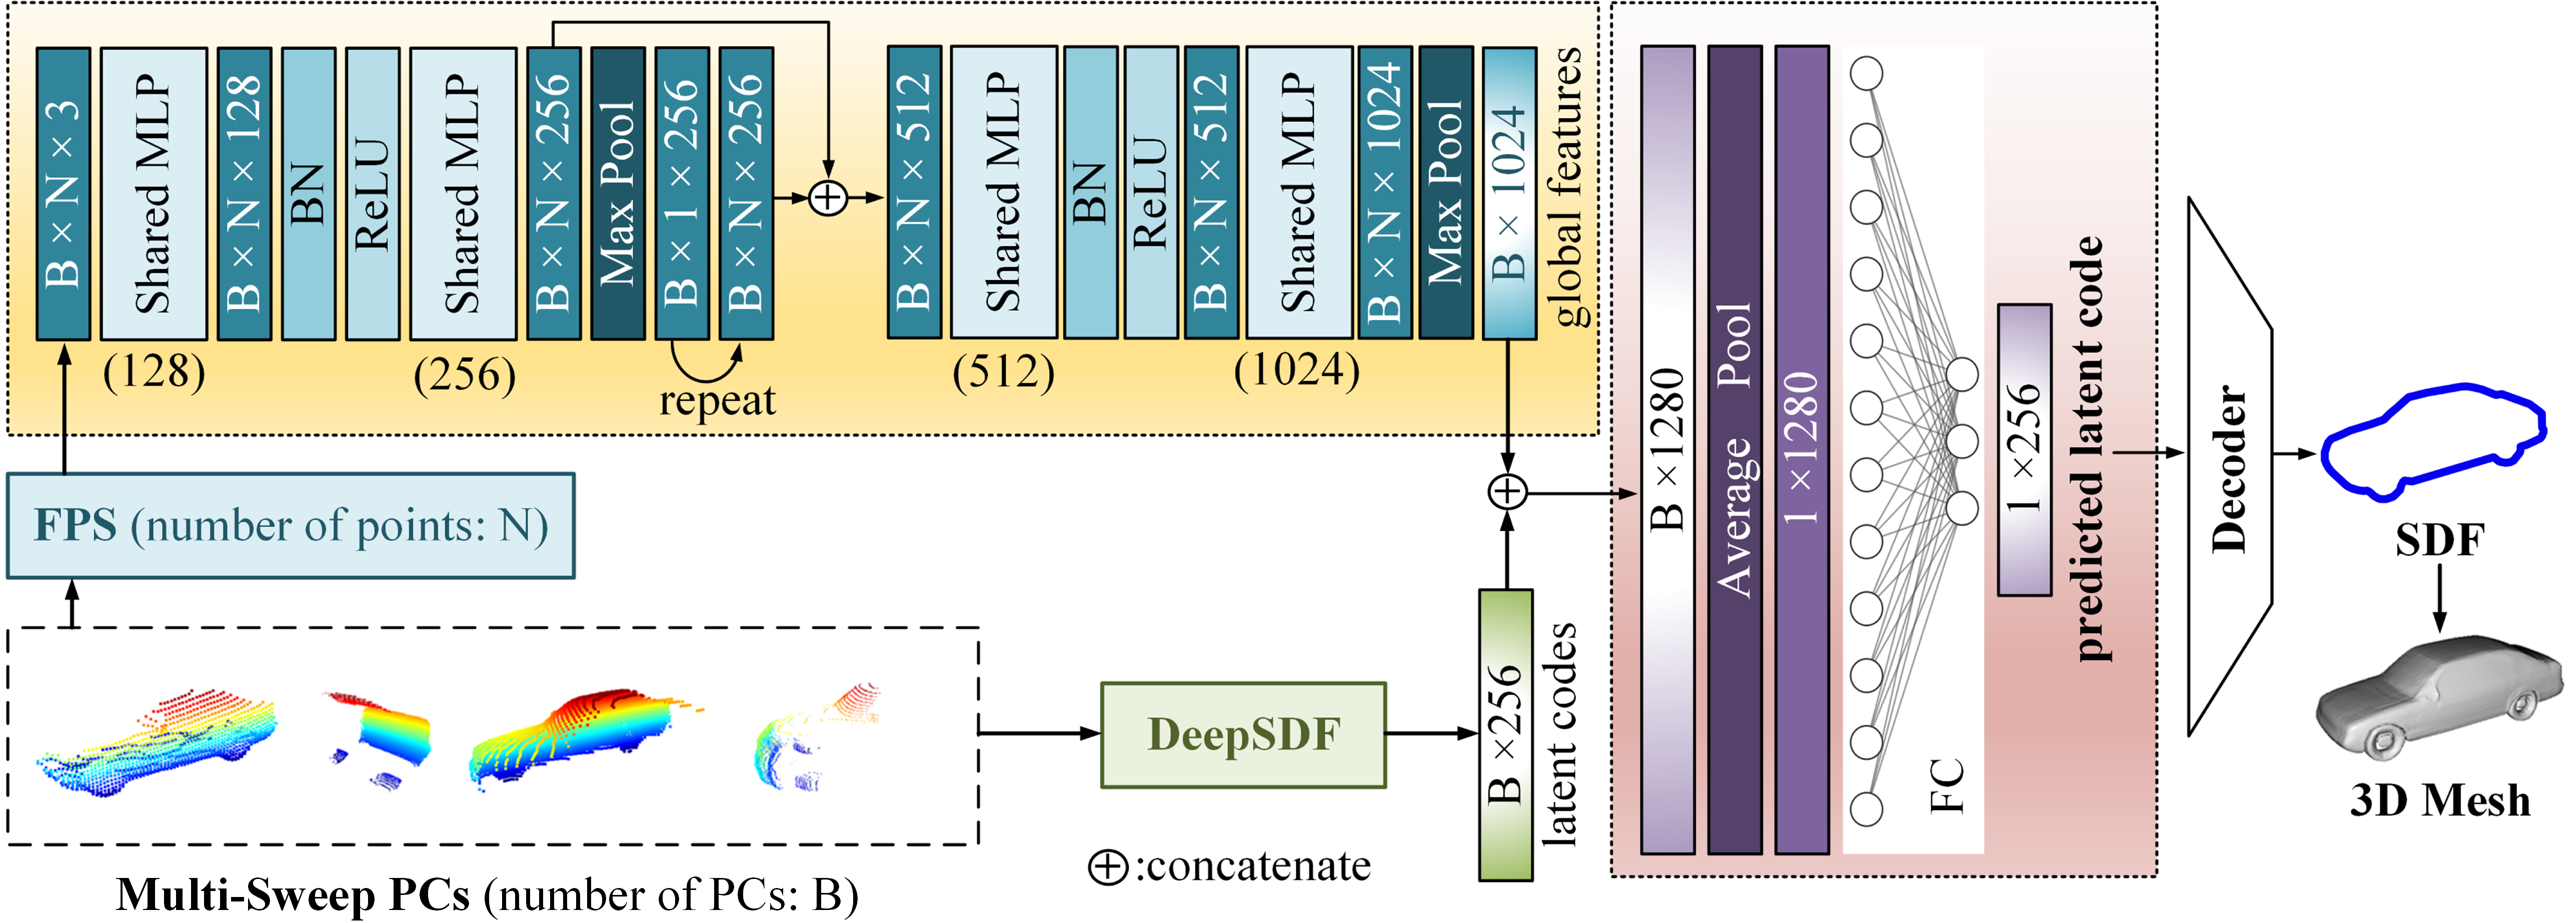 B × N × 3
Shared MLP
(128)
B × N × 128
BN
ReLU
Shared MLP
(256)
B × N × 256
Max Pool
B × 1 × 256
repeat
B × N × 256
B × N × 512
Shared MLP
(512)
BN
ReLU
B × N × 512
Shared MLP
(1024)
B × N × 1024
Max Pool
B × 1024
global features
FPS (number of points: N)
Multi-Sweep PCs (number of PCs: B)
DeepSDF
B ×256
latent codes
:concatenate
B ×1280
Average Pool
1 ×1280
FC
1 ×256
predicted latent code
Decoder
SDF
3D Mesh